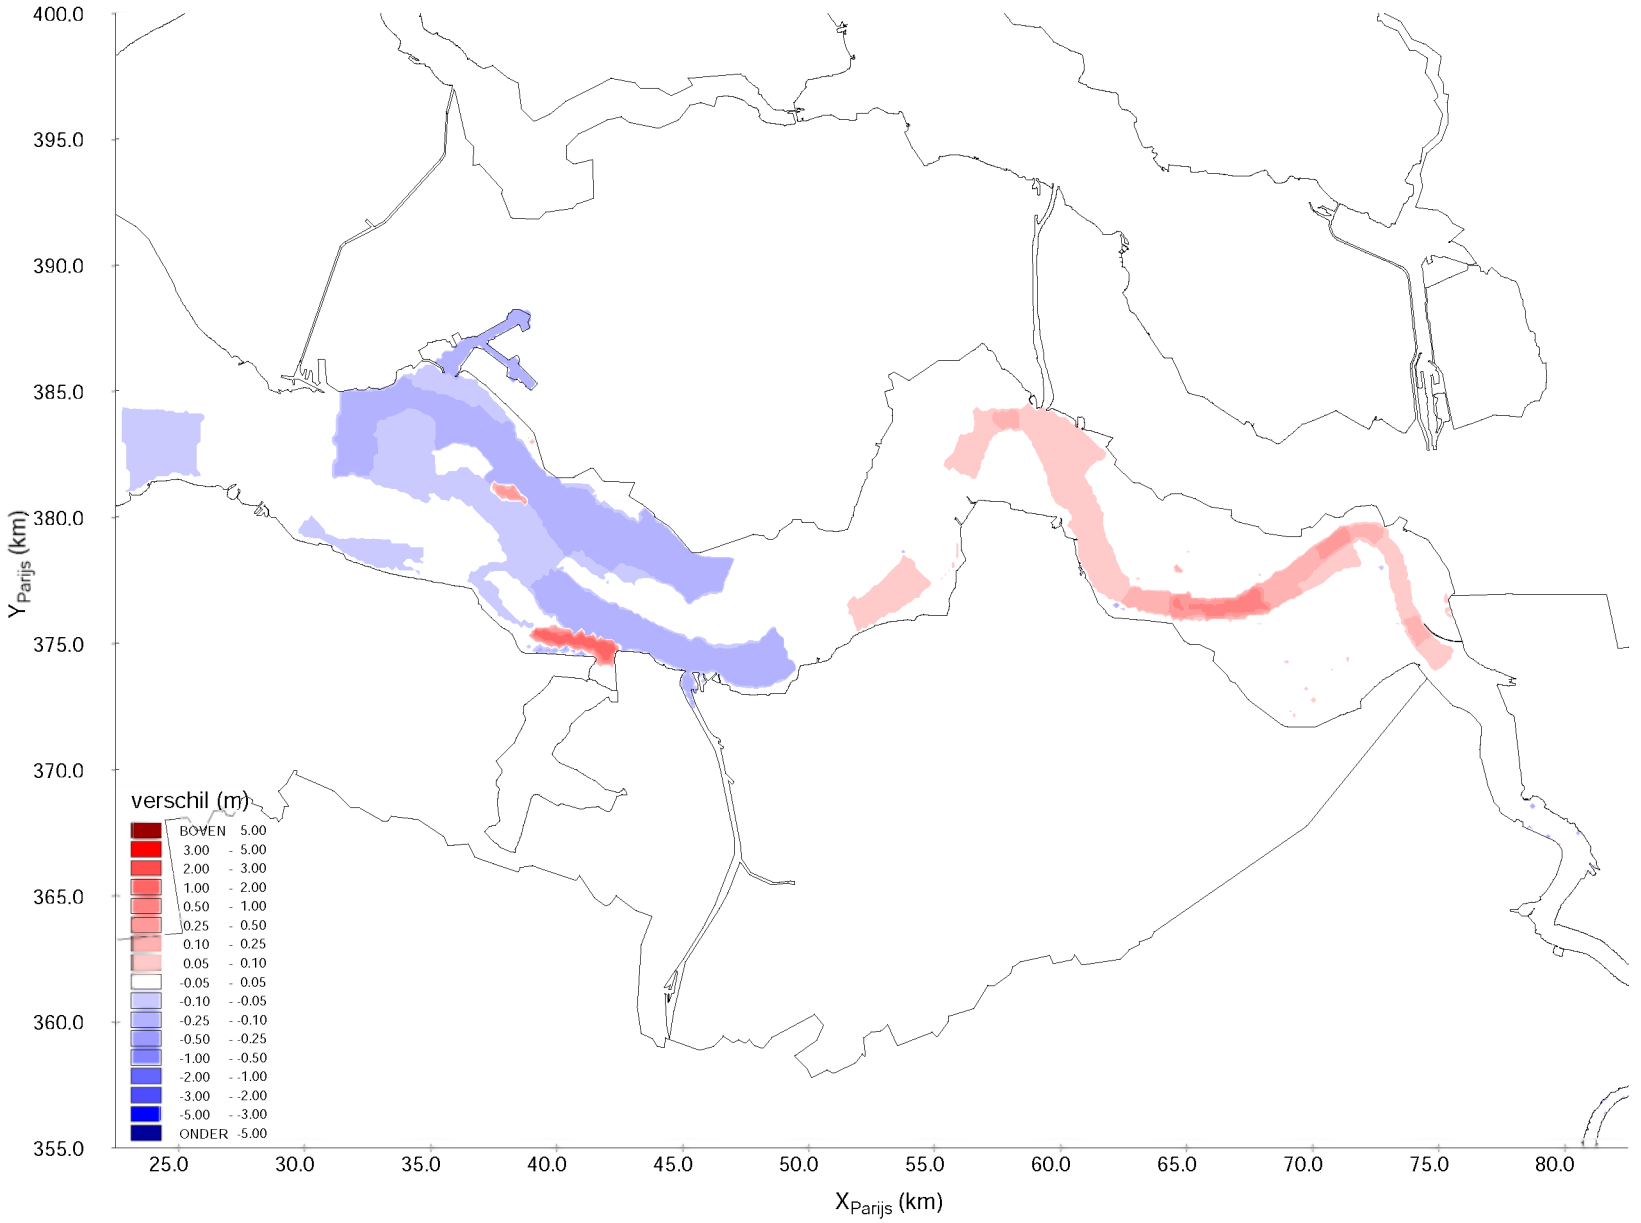 400.0
395.0
390.0
385.0
380.0
375.0
370.0
365.0
360.0
355.0
Y Parijs (km)
verschil (m)
BOVEN 5.00
3.00 - 5.00
2.00 - 3.00
1.00 - 2.00
0.50 - 1.00
0.25 - 0.50
0.10 - 0.25
0.05 - 0.10
-0.05 - 0.05
-0.10 - -0.05
-0.25 - -0.10
-0.50 - -0.25
-1.00 - -0.50
-2.00 - -1.00
-3.00 - -2.00
-5.00 - -3.00
ONDER -5.00
25.0 30.0 35.0 40.0 45.0 50.0 55.0 60.0 65.0 70.0 75.0 80.0
X Parijs (km)